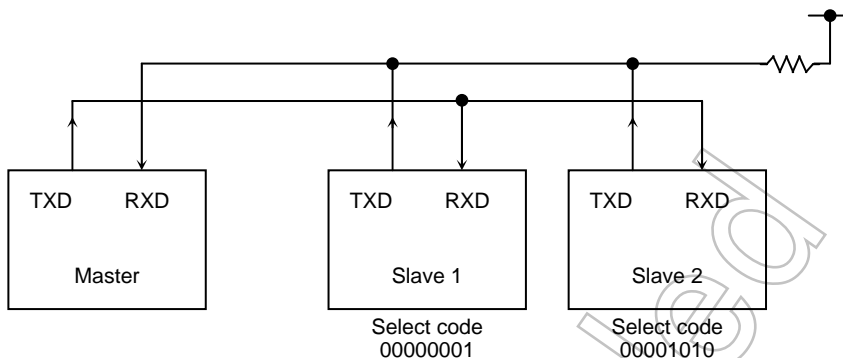 TXD RXD TXD RXD TXD RXD
Master Slave 1 Slave 2
Select code Select code
00000001 00001010